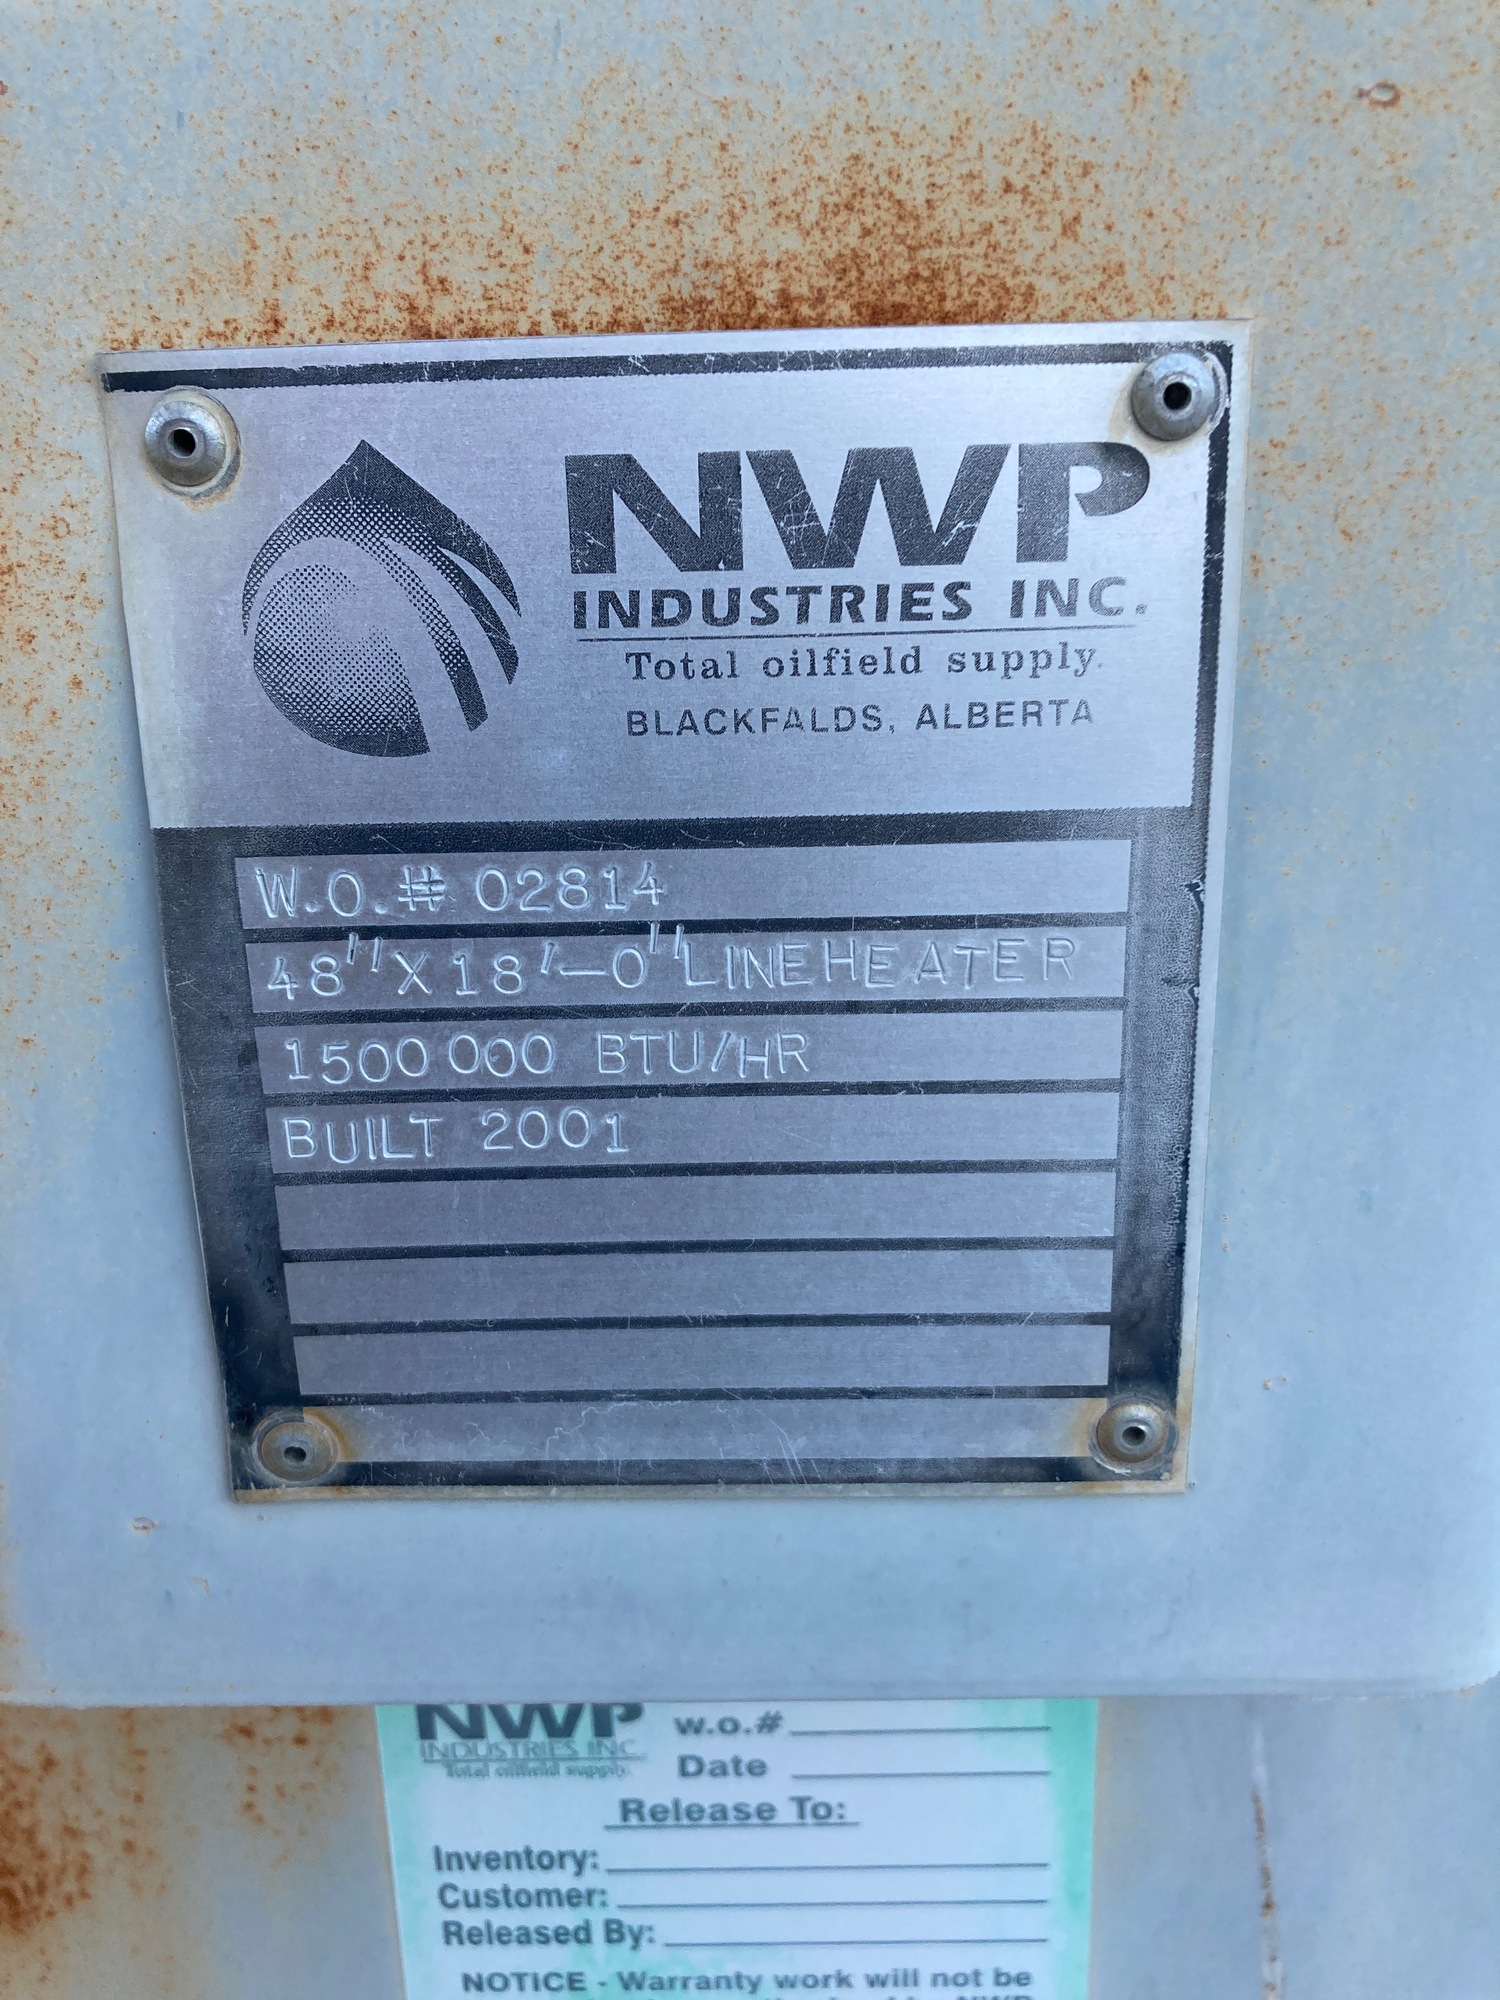 NWP
INDUSTRIES INC.
Total oilfield supply.
BLACKFALDS, ALBERTA
W.O.# 02814
48"X18'-0"LINEHEATER
1500000 BTU/HR
BUILT 2001
NWP
INDUSTRIES INC.
Total oilfield supply.
W.O.#
Date
Release To:
Inventory:
Customer:
Released By:
NOTICE - Warranty work will not be